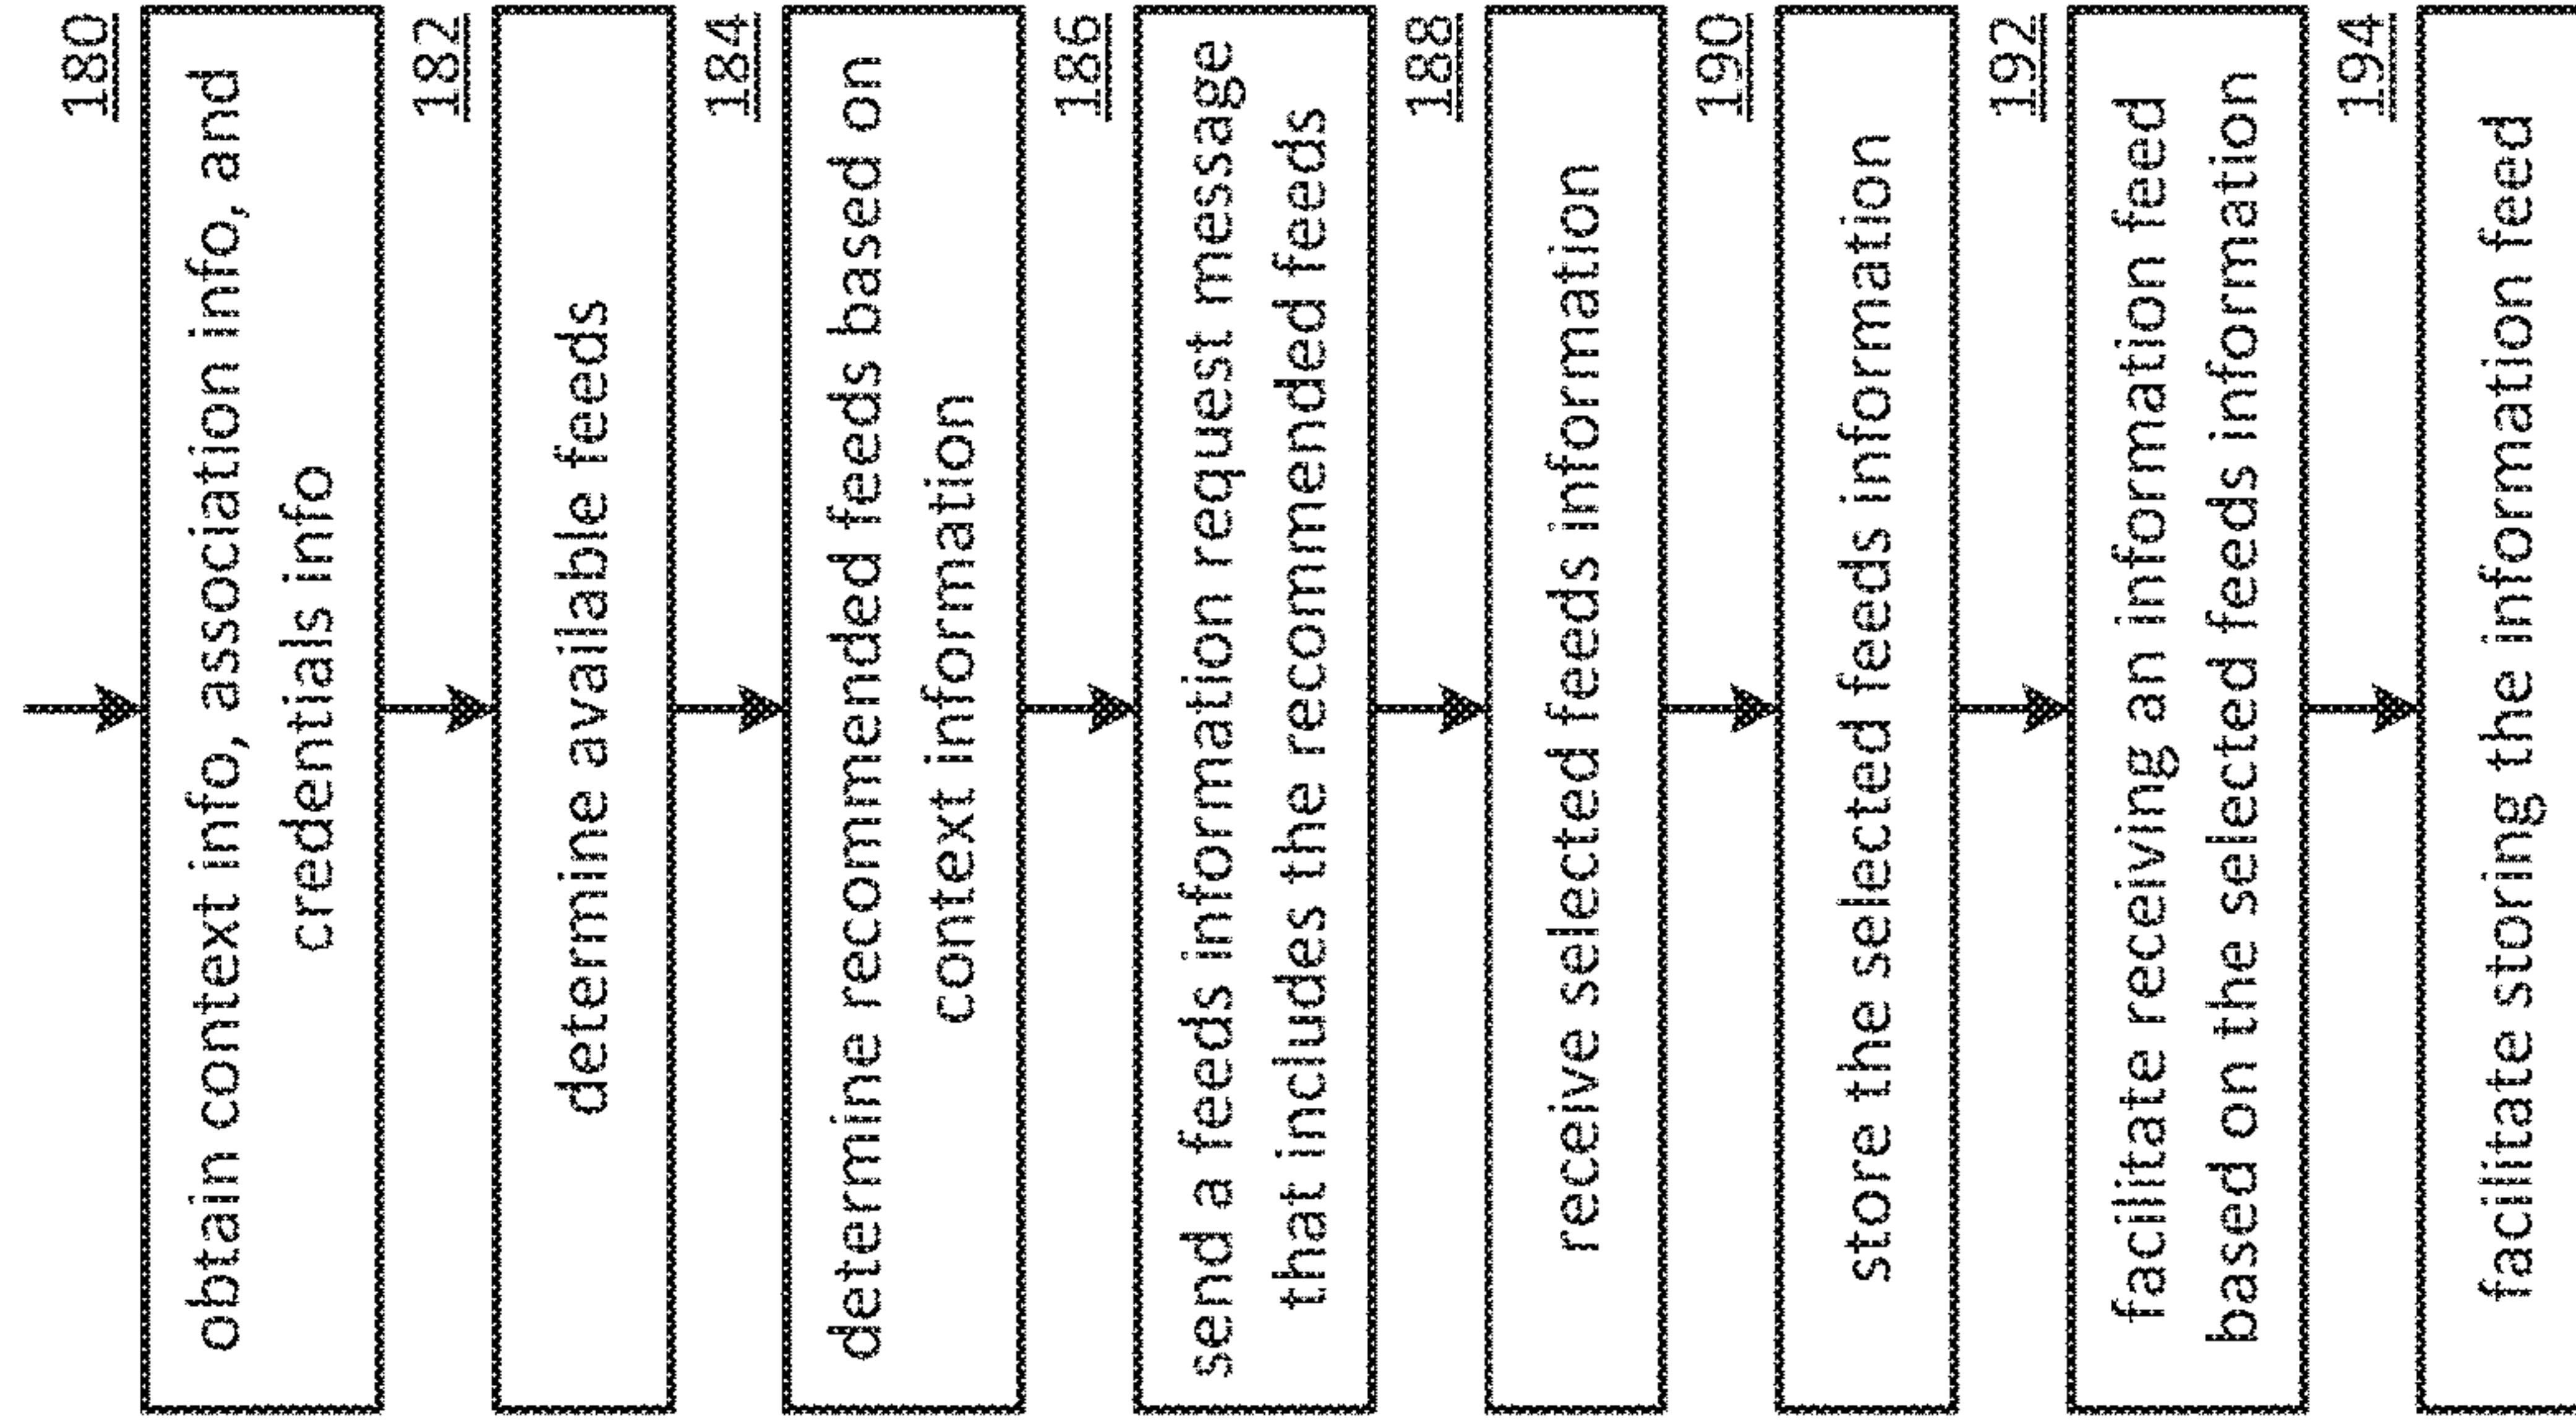 180
obtain context info, association info, and
credentials info
182
determine available feeds
184
determine recommended feeds based on
context information
186
send a feeds information request message
that includes the recommended feeds
188
receive selected feeds information
190
store the selected feeds information
192
facilitate receiving an information feed
based on the selected feeds information
194
facilitate storing the information feed